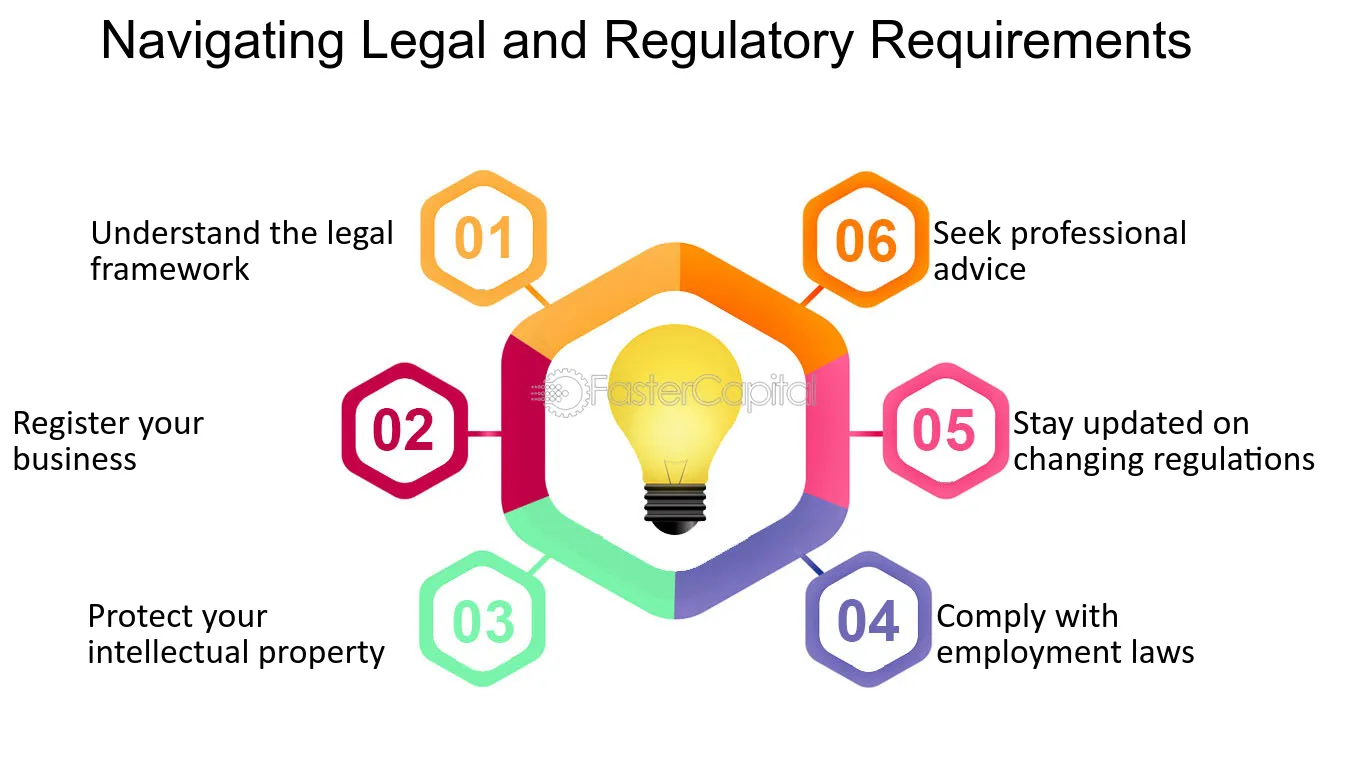 Navigating Legal and Regulatory Requirements
01
Understand the legal
framework
02
Register your
business
03
Protect your
intellectual property
04
Comply with
employment laws
05
Stay updated on
changing regulations
06
Seek professional
advice
FasterCapital